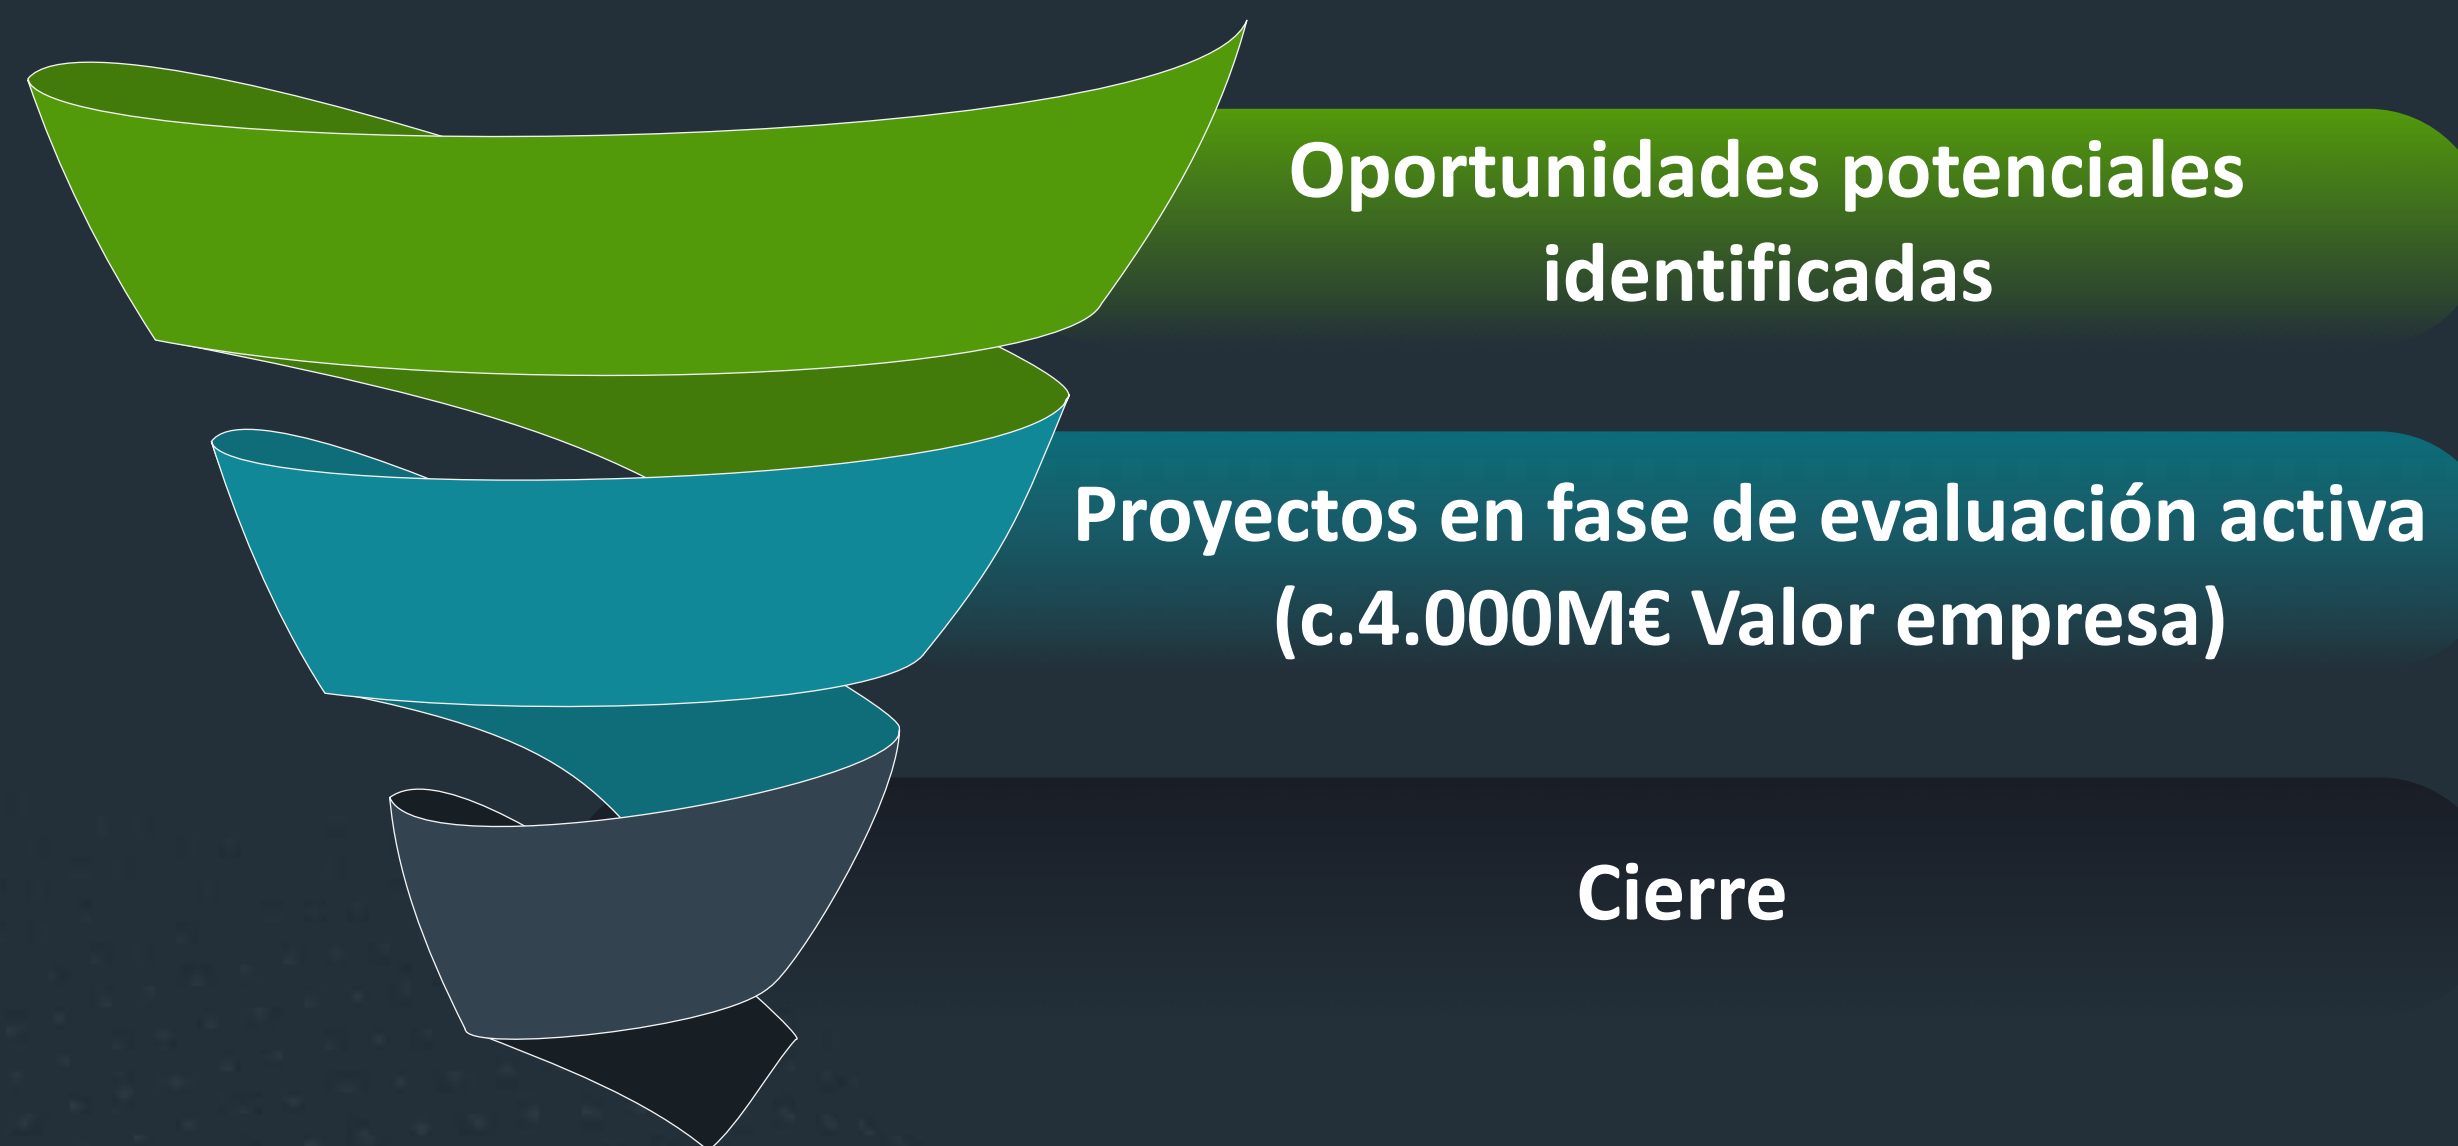 Oportunidades potenciales
identificadas
Proyectos en fase de evaluación activa
(c.4.000M€ Valor empresa)
Cierre